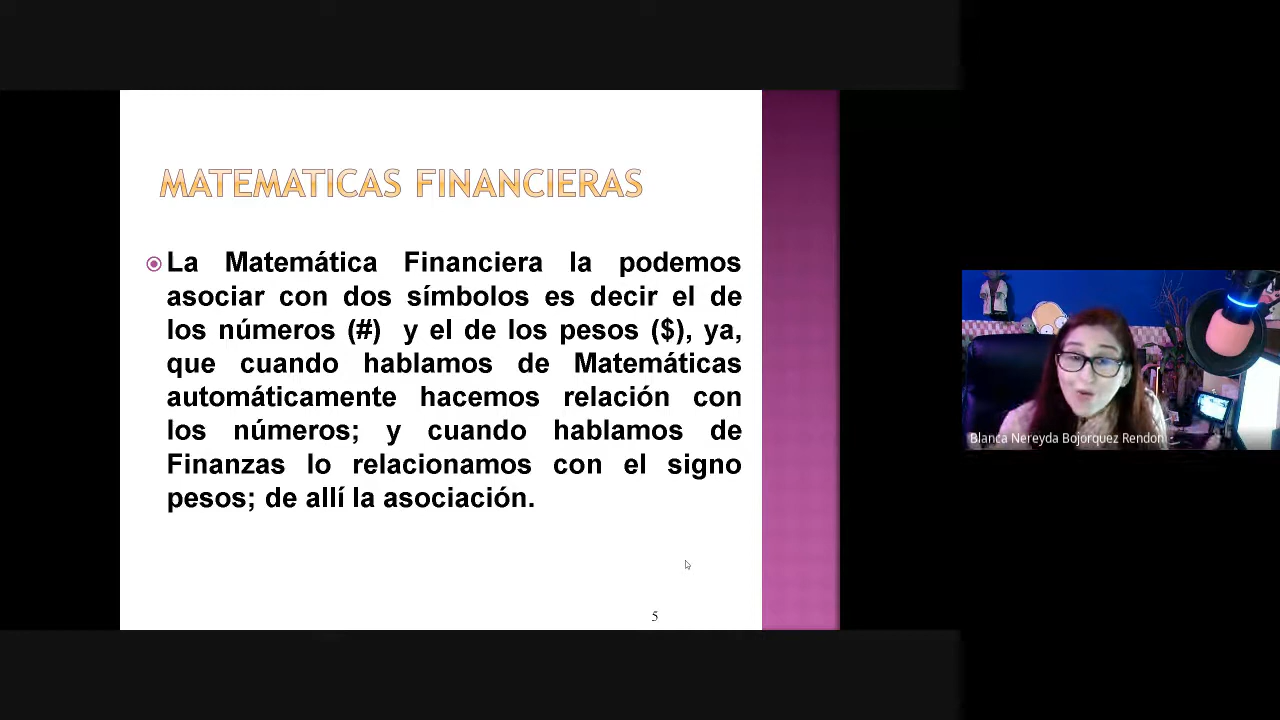 MATEMATICAS FINANCIERAS
La Matemática Financiera la podemos
asociar con dos símbolos es decir el de
los números (#) y el de los pesos ($), ya,
que cuando hablamos de Matemáticas
automáticamente hacemos relación con
los números; y cuando hablamos de
Finanzas lo relacionamos con el signo
pesos; de allí la asociación.
5
Blanca Nereyda Bojorquez Rendon